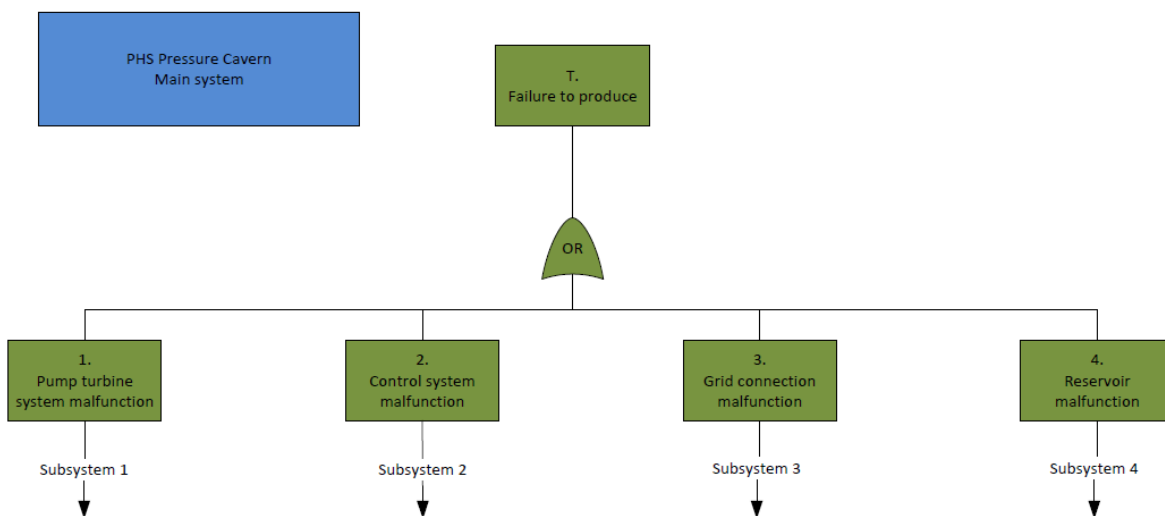 PHS Pressure Cavern
Main system
T.
Failure to produce
OR
1.
Pump turbine
system malfunction
2.
Control system
malfunction
3.
Grid connection
malfunction
4.
Reservoir
malfunction
Subsystem 1
Subsystem 2
Subsystem 3
Subsystem 4